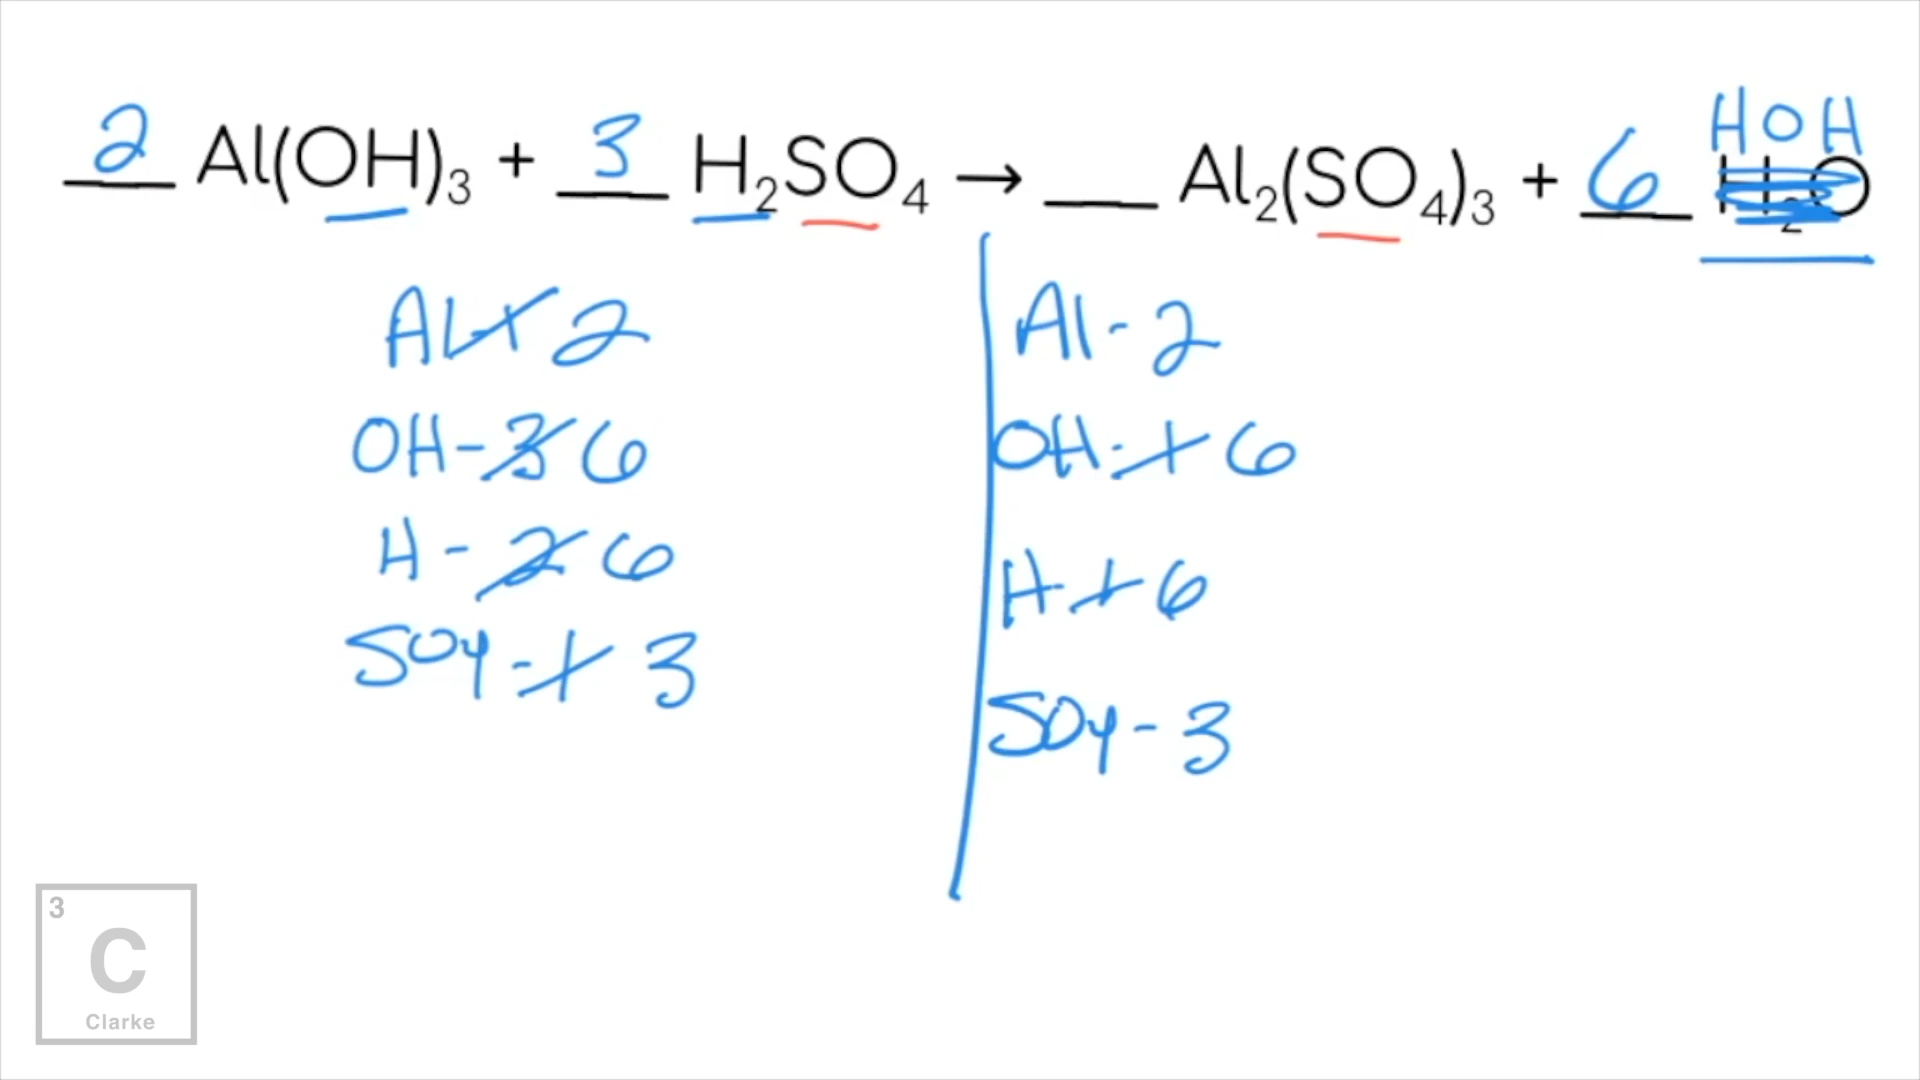 2 Al(OH)₃ + 3 H₂SO₄ → __ Al₂(SO₄)₃ + 6 H₂O
HOH
Al-1 2
Al-2
OH-3 6
OH-1 6
H-2 6
H-1 6
SO4-1 3
SO4-3
3
C
Clarke